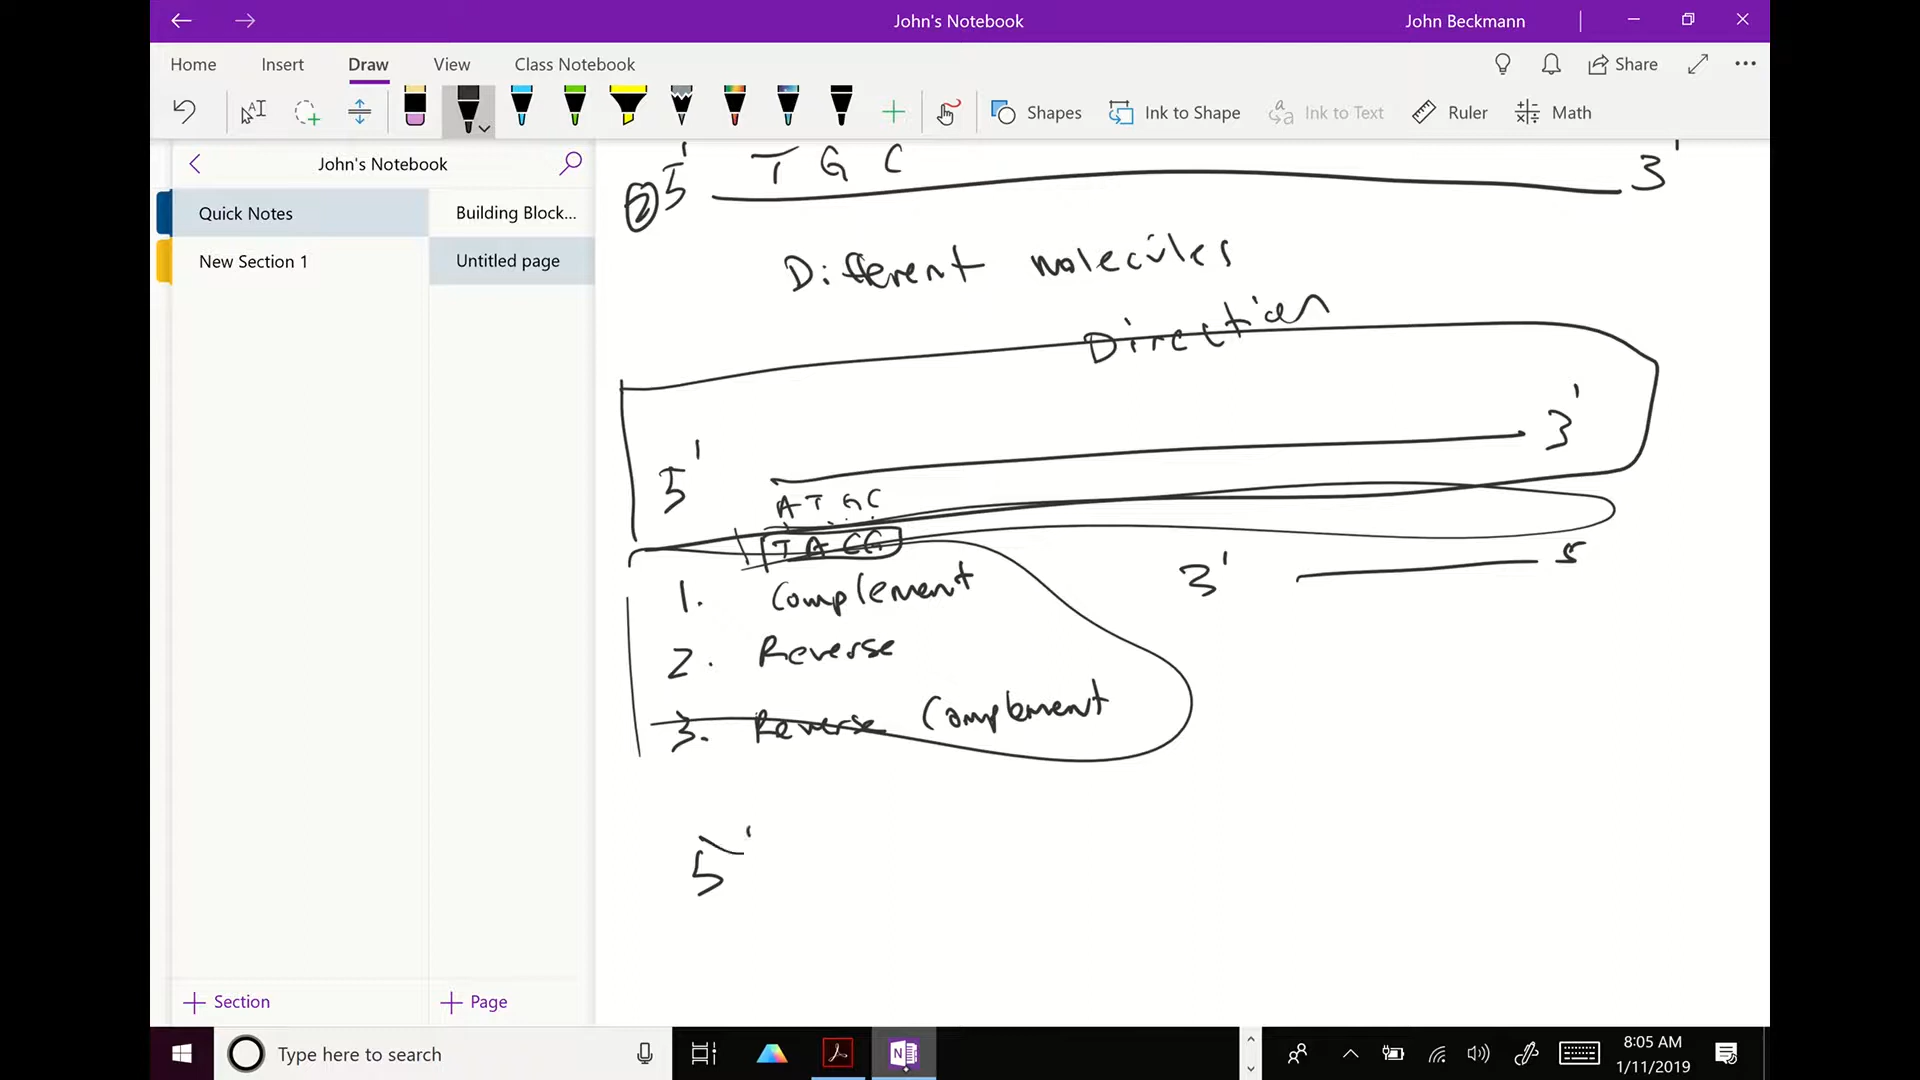 John's Notebook John Beckmann
Home Insert Draw View Class Notebook Share
Shapes Ink to Shape Ink to Text Ruler Math
John's Notebook
Quick Notes Building Block...
New Section 1 Untitled page
Section Page
② 5' T G C 3'
Different molecules
Direction
5' 3'
A T G C
T A C G
3' 5
1. Complement
2. Reverse
3. Reverse Complement
5'
Type here to search
8:05 AM
1/11/2019